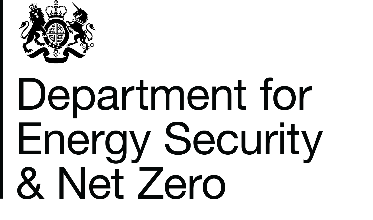 Department for
Energy Security
& Net Zero